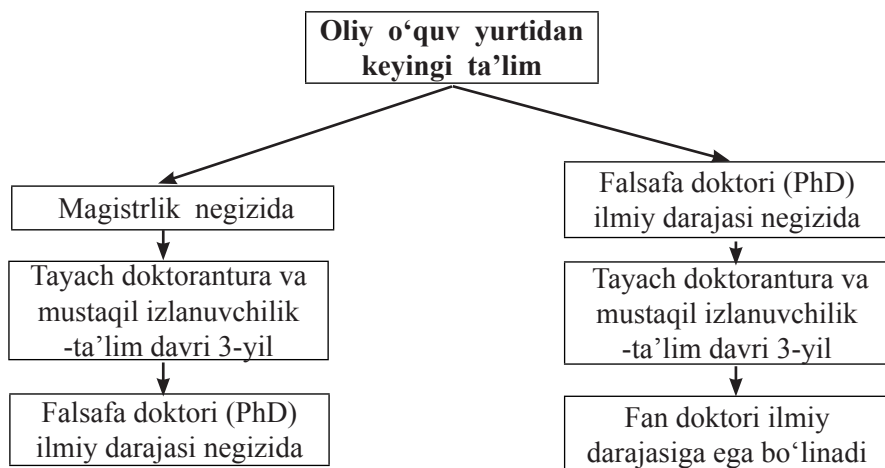 Oliy o‘quv yurtidan
keyingi ta’lim
Magistrlik negizida
Tayach doktorantura va
mustaqil izlanuvchilik
-ta’lim davri 3-yil
Falsafa doktori (PhD)
ilmiy darajasi negizida
Falsafa doktori (PhD)
ilmiy darajasi negizida
Tayach doktorantura va
mustaqil izlanuvchilik
-ta’lim davri 3-yil
Fan doktori ilmiy
darajasiga ega bo‘linadi